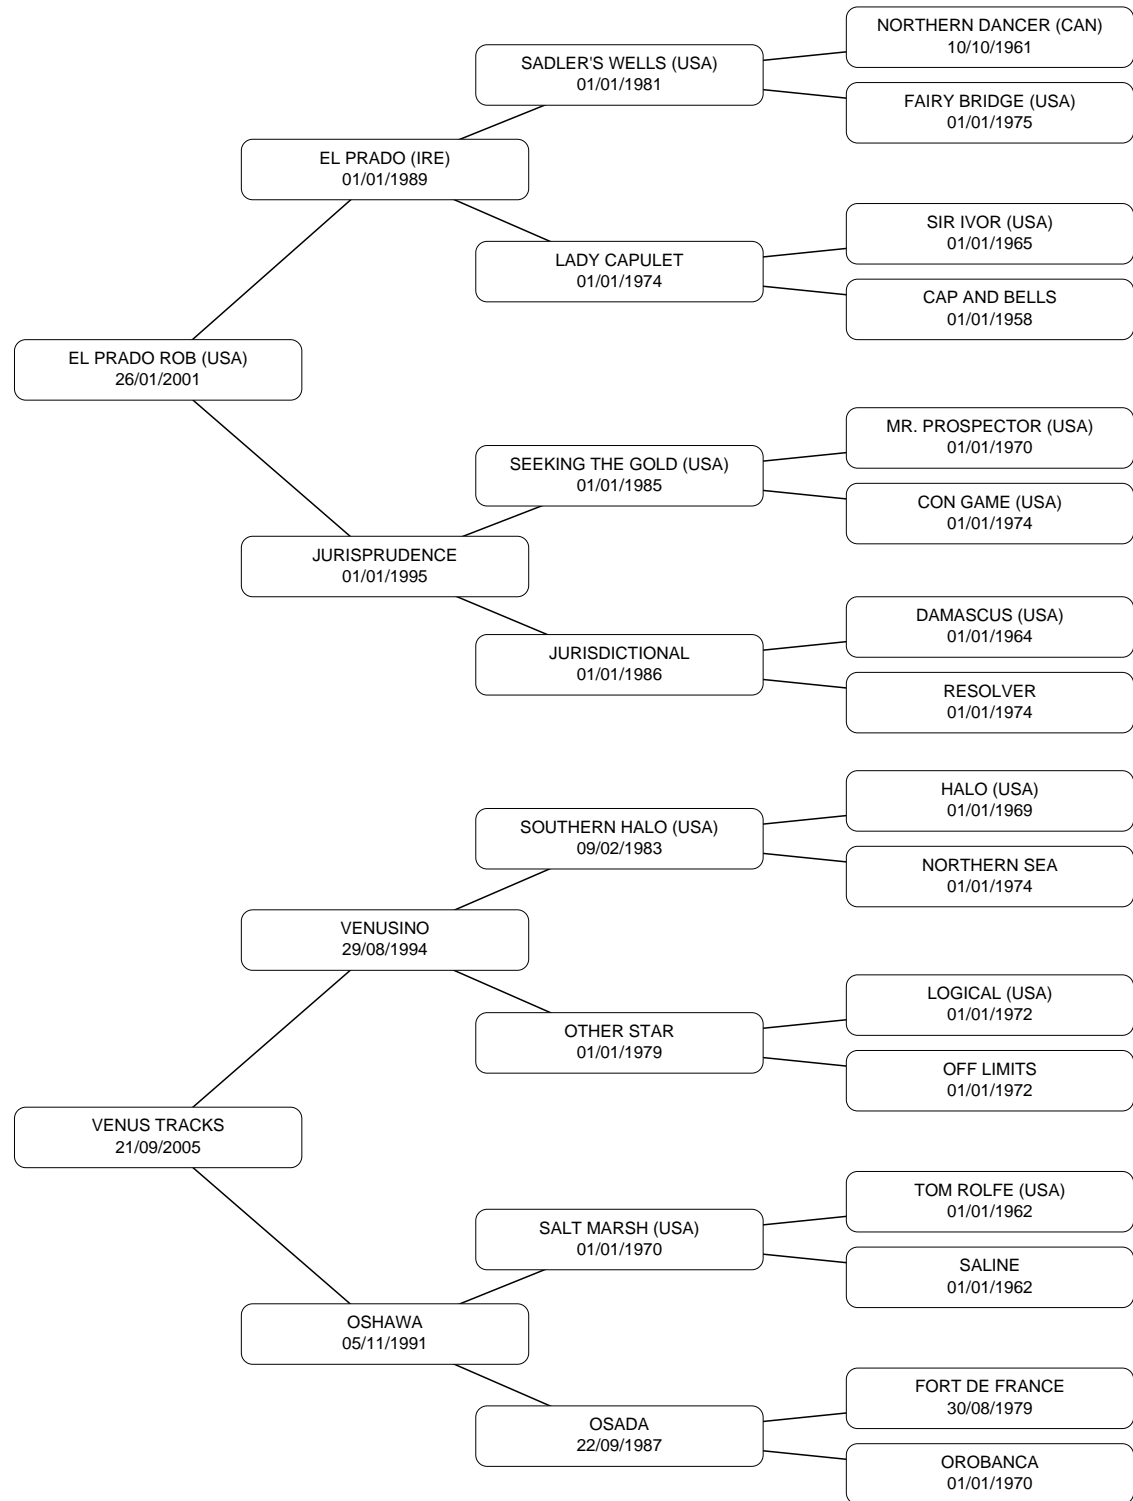 NORTHERN DANCER (CAN)
10/10/1961
SADLER'S WELLS (USA)
01/01/1981
FAIRY BRIDGE (USA)
01/01/1975
EL PRADO (IRE)
01/01/1989
SIR IVOR (USA)
01/01/1965
LADY CAPULET
01/01/1974
CAP AND BELLS
01/01/1958
EL PRADO ROB (USA)
26/01/2001
MR. PROSPECTOR (USA)
01/01/1970
SEEKING THE GOLD (USA)
01/01/1985
CON GAME (USA)
01/01/1974
JURISPRUDENCE
01/01/1995
DAMASCUS (USA)
01/01/1964
JURISDICTIONAL
01/01/1986
RESOLVER
01/01/1974
HALO (USA)
01/01/1969
SOUTHERN HALO (USA)
09/02/1983
NORTHERN SEA
01/01/1974
VENUSINO
29/08/1994
LOGICAL (USA)
01/01/1972
OTHER STAR
01/01/1979
OFF LIMITS
01/01/1972
VENUS TRACKS
21/09/2005
TOM ROLFE (USA)
01/01/1962
SALT MARSH (USA)
01/01/1970
SALINE
01/01/1962
OSHAWA
05/11/1991
FORT DE FRANCE
30/08/1979
OSADA
22/09/1987
OROBANCA
01/01/1970